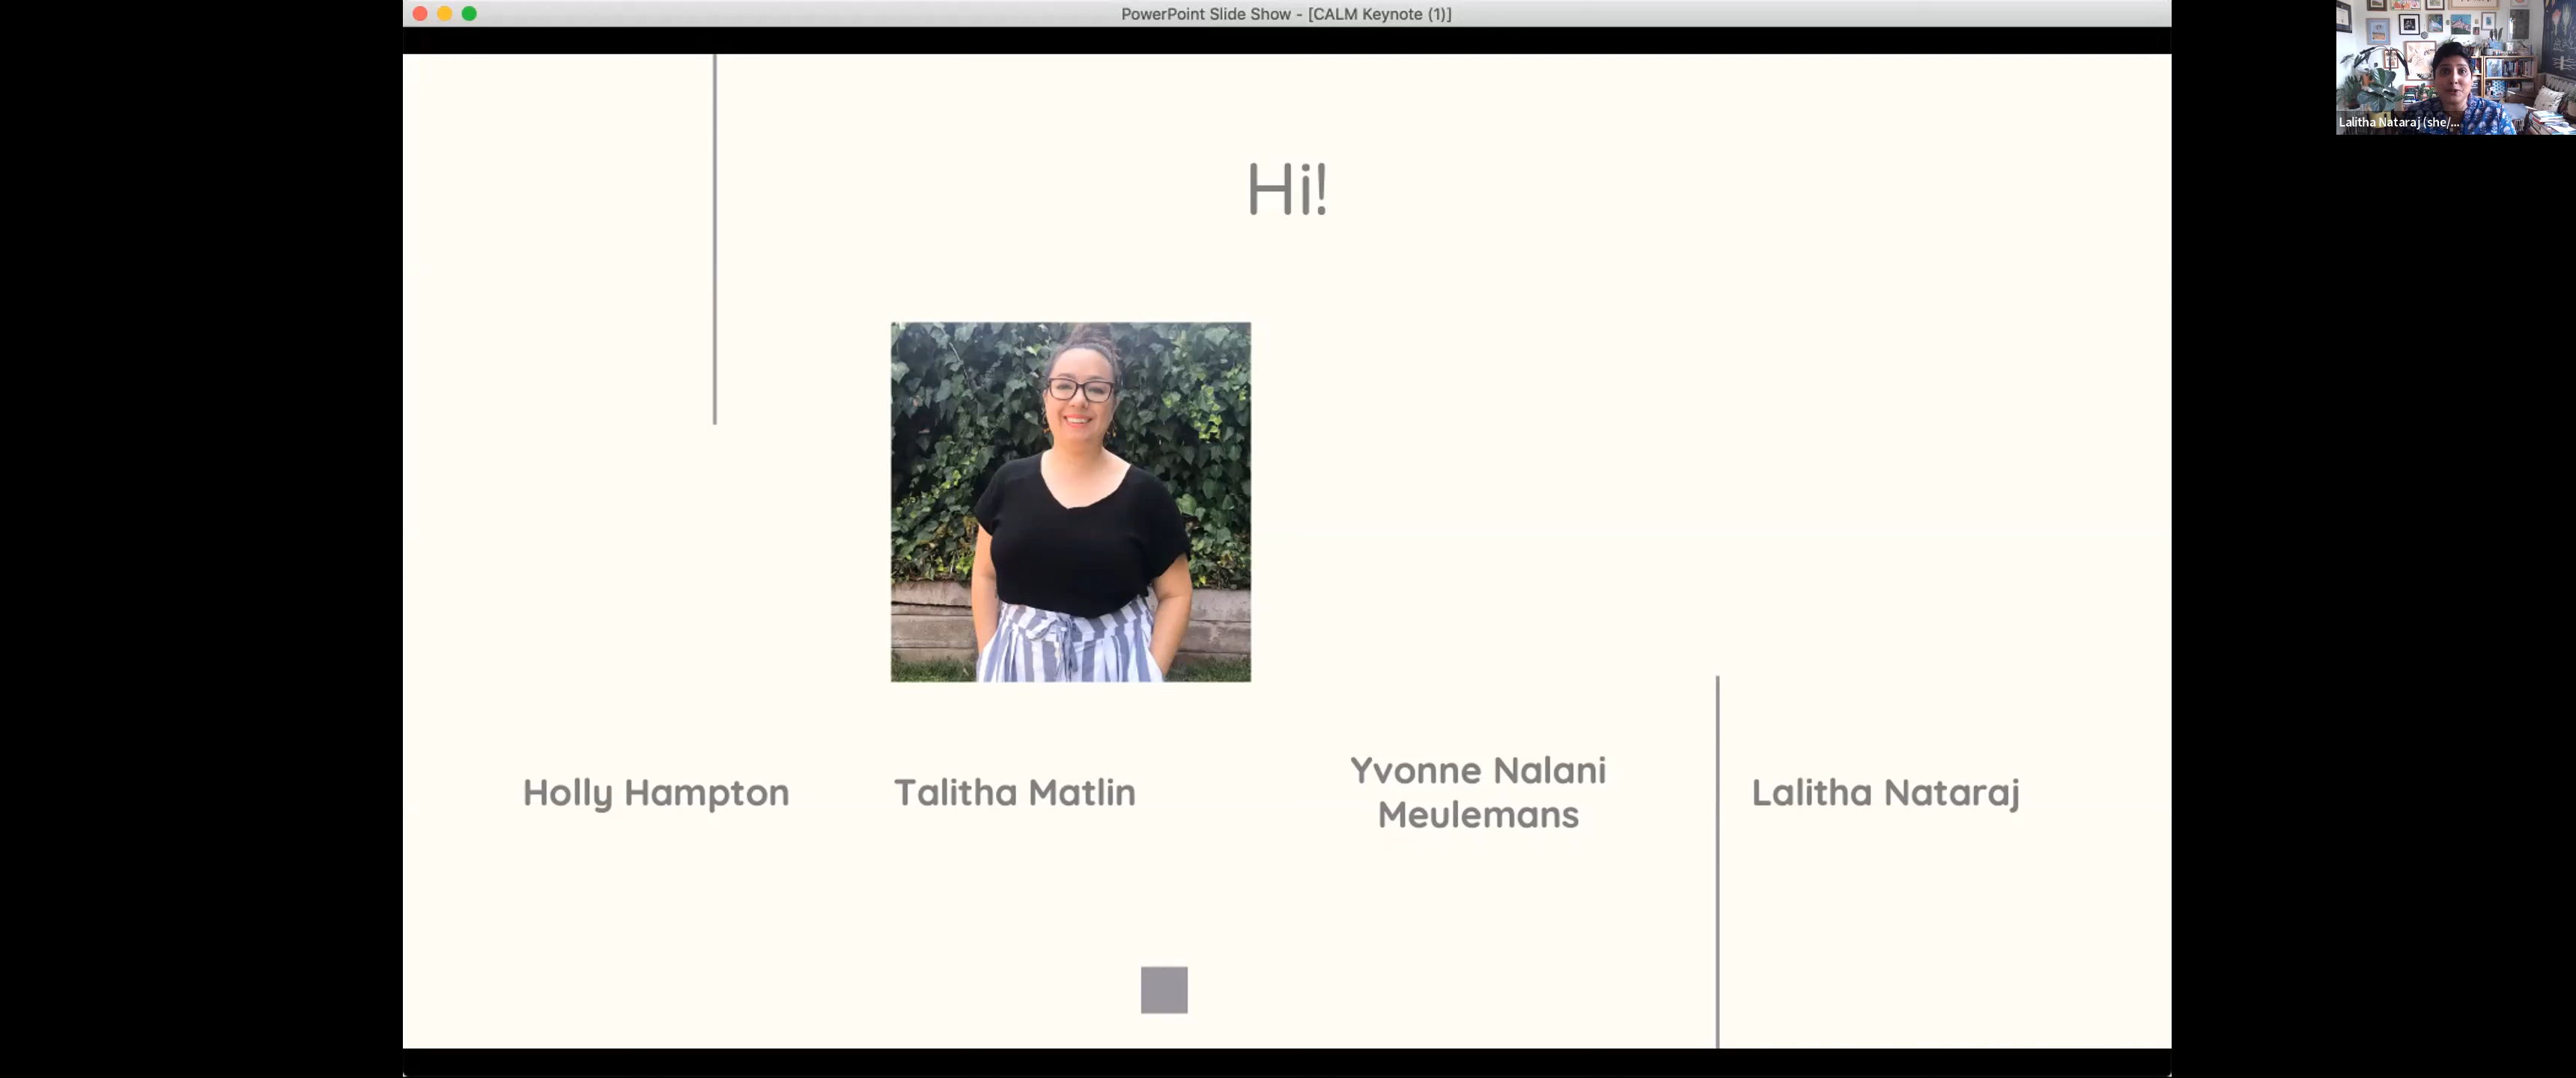 PowerPoint Slide Show - [CALM Keynote (1)]
Lalitha Nataraj (she/...
Hi!
Holly Hampton
Talitha Matlin
Yvonne Nalani
Meulemans
Lalitha Nataraj